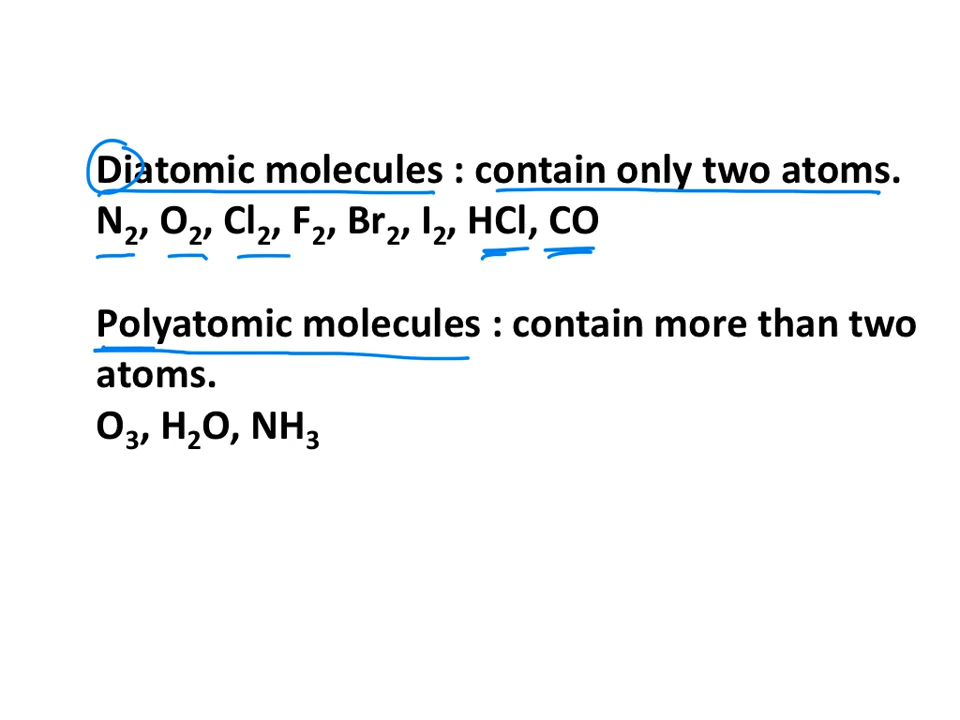 Diatomic molecules : contain only two atoms.
N₂, O₂, Cl₂, F₂, Br₂, I₂, HCl, CO
Polyatomic molecules : contain more than two
atoms.
O₃, H₂O, NH₃